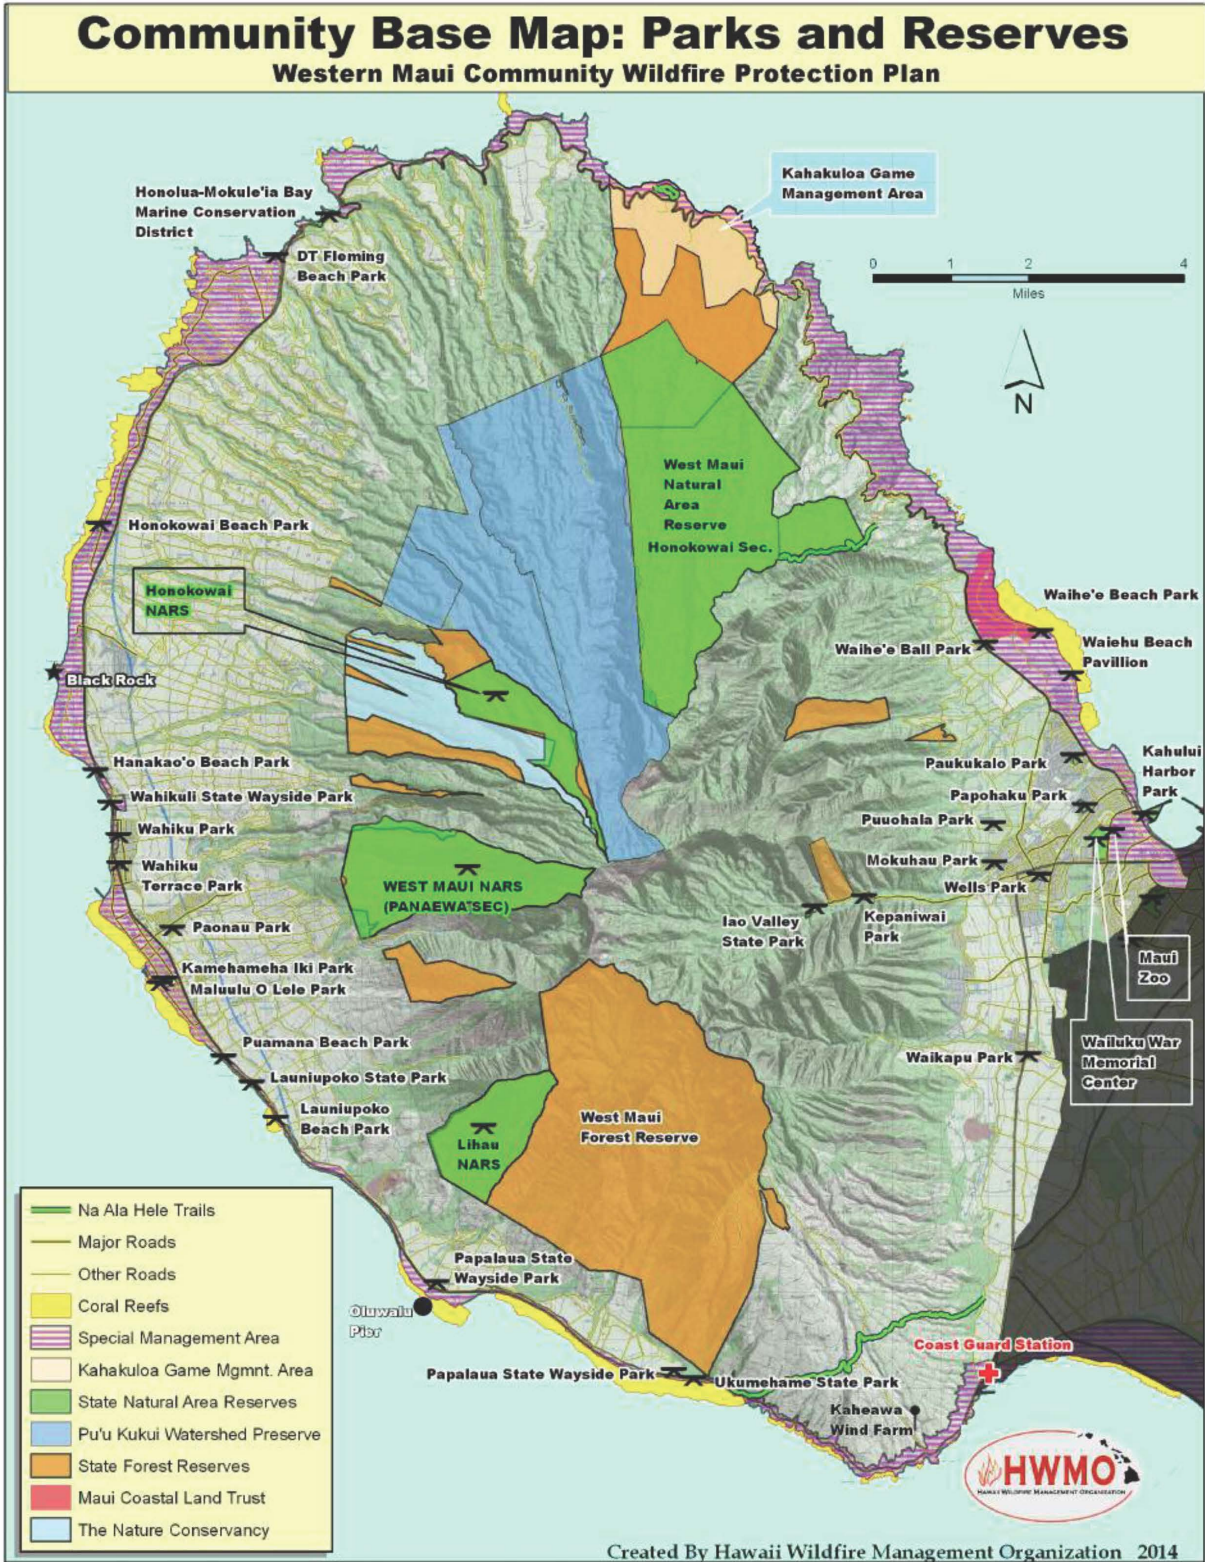 Community Base Map: Parks and Reserves
Western Maui Community Wildfire Protection Plan
Kahakuloa Game
Management Area
Honolua-Mokule'ia Bay
Marine Conservation
District
DT Fleming
Beach Park
0
1
2
4
Miles
N
West Maui
Natural
Area
Reserve
Honokowai Sec.
Honokowai Beach Park
Honokowai
NARS
Waihe'e Beach Park
Waihe'e Ball Park
Waiehu Beach
Pavillion
Black Rock
Hanakao'o Beach Park
Paukukalo Park
Kahului
Harbor
Park
Wahikuli State Wayside Park
Papohaku Park
Wahiku Park
Puuohala Park
Wahiku
Terrace Park
Mokuhau Park
Wells Park
WEST MAUI NARS
(PANAEWA SEC)
Iao Valley
State Park
Kepaniwai
Park
Paonau Park
Maui
Zoo
Kamehameha Iki Park
Maluulu O Lele Park
Puamana Beach Park
Waikapu Park
Wailuku War
Memorial
Center
Launiupoko State Park
Launiupoko
Beach Park
West Maui
Forest Reserve
Lihau
NARS
Papalaua State
Wayside Park
Oluwalu
Pier
Coast Guard Station
Papalaua State Wayside Park
Ukumehame State Park
Kaheawa
Wind Farm
Na Ala Hele Trails
Major Roads
Other Roads
Coral Reefs
Special Management Area
Kahakuloa Game Mgmnt. Area
State Natural Area Reserves
Pu'u Kukui Watershed Preserve
State Forest Reserves
Maui Coastal Land Trust
The Nature Conservancy
HWMO
HAWAII WILDFIRE MANAGEMENT ORGANIZATION
Created By Hawaii Wildfire Management Organization 2014